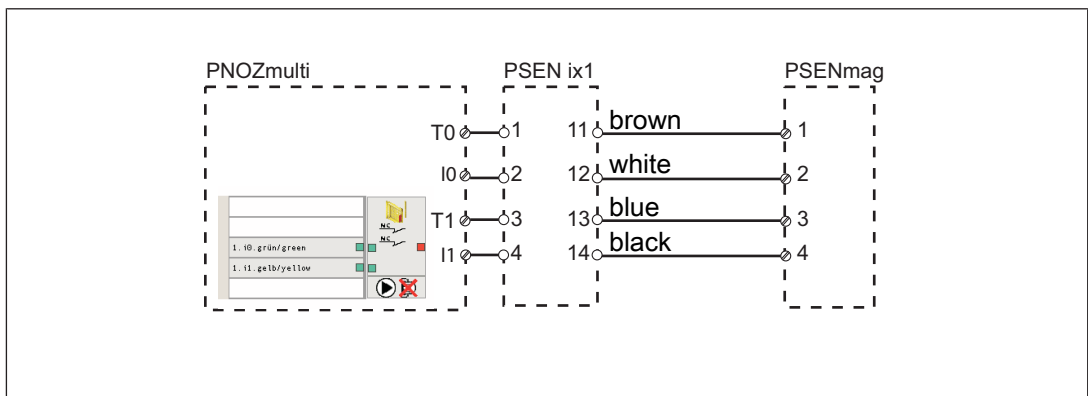 PNOZmulti PSEN ix1 PSENmag
T0 1 11 brown 1
I0 2 12 white 2
T1 3 13 blue 3
NC
NC
1. i0.grün/green
I1 4 14 black 4
1. i1.gelb/yellow